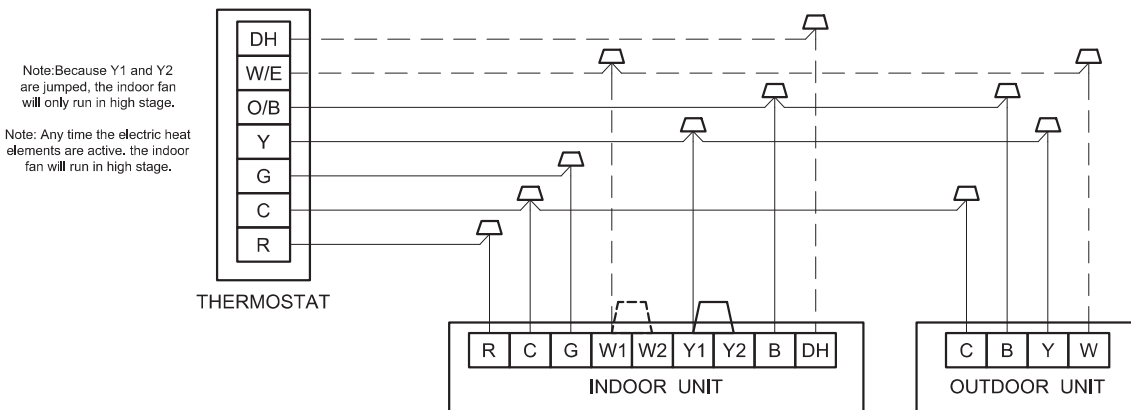 Note:Because Y1 and Y2
are jumped, the indoor fan
will only run in high stage.
Note: Any time the electric heat
elements are active. the indoor
fan will run in high stage.
DH
W/E
O/B
Y
G
C
R
THERMOSTAT
R C G W1 W2 Y1 Y2 B DH
INDOOR UNIT
C B Y W
OUTDOOR UNIT